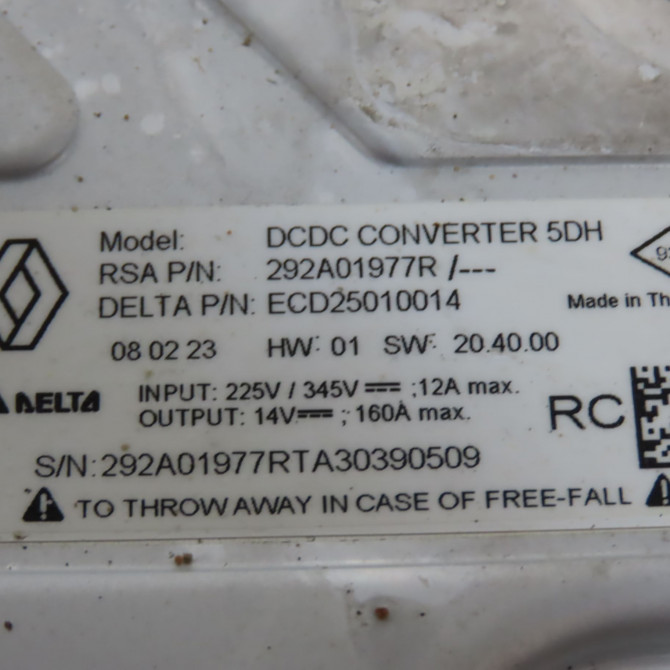 Model: DCDC CONVERTER 5DH
RSA P/N: 292A01977R /---
DELTA P/N: ECD25010014
Made in Th
08 02 23 HW: 01 SW: 20.40.00
DELTA
INPUT: 225V / 345V ⎓ ;12A max.
OUTPUT: 14V ⎓ ; 160A max.
RC
S/N: 292A01977RTA30390509
TO THROW AWAY IN CASE OF FREE-FALL